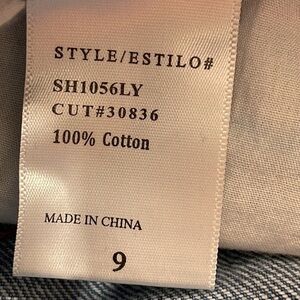 STYLE/ESTILO#
SH1056LY
CUT#30836
100% Cotton
MADE IN CHINA
9